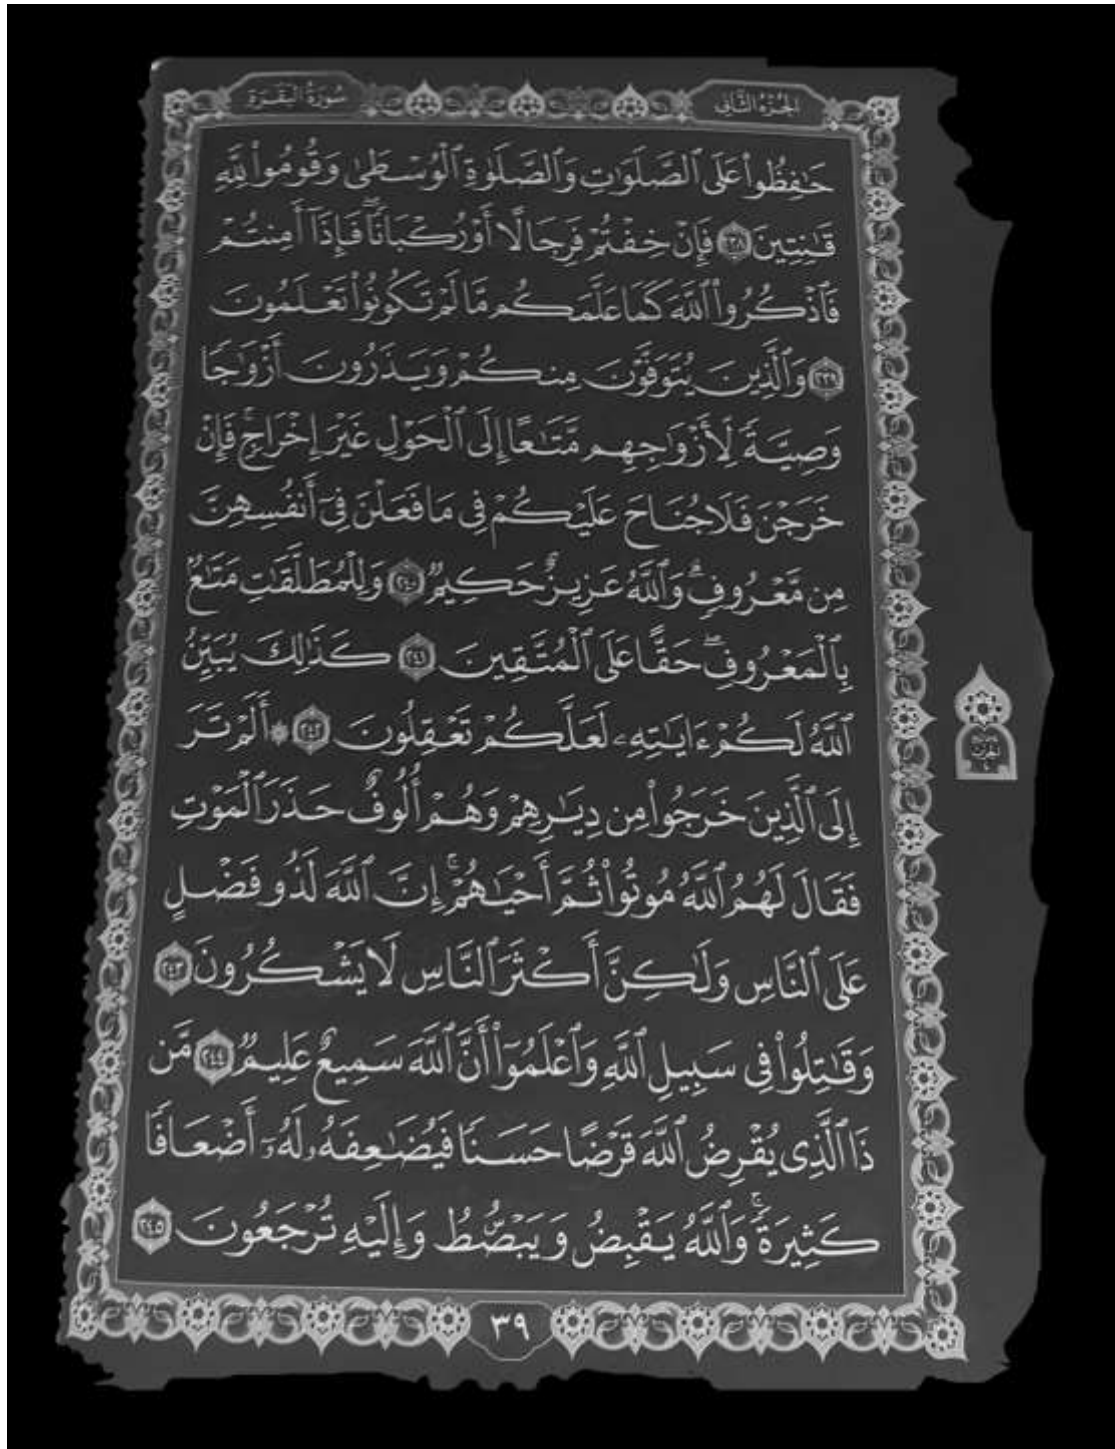 الجزء الثاني
سورة البقرة
حَٰفِظُوا۟ عَلَى ٱلصَّلَوَٰتِ وَٱلصَّلَوٰةِ ٱلْوُسْطَىٰ وَقُومُوا۟ لِلَّهِ
قَٰنِتِينَ ٢٣٨ فَإِنْ خِفْتُمْ فَرِجَالًا أَوْ رُكْبَانًا ۖ فَإِذَآ أَمِنتُمْ
فَٱذْكُرُوا۟ ٱللَّهَ كَمَا عَلَّمَكُم مَّا لَمْ تَكُونُوا۟ تَعْلَمُونَ
٢٣٩ وَٱلَّذِينَ يُتَوَفَّوْنَ مِنكُمْ وَيَذَرُونَ أَزْوَٰجًا
وَصِيَّةً لِّأَزْوَٰجِهِم مَّتَٰعًا إِلَى ٱلْحَوْلِ غَيْرَ إِخْرَاجٍ ۚ فَإِنْ
خَرَجْنَ فَلَا جُنَاحَ عَلَيْكُمْ فِى مَا فَعَلْنَ فِىٓ أَنفُسِهِنَّ
مِن مَّعْرُوفٍ ۗ وَٱللَّهُ عَزِيزٌ حَكِيمٌ ٢٤٠ وَلِلْمُطَلَّقَٰتِ مَتَٰعٌۢ
بِٱلْمَعْرُوفِ ۖ حَقًّا عَلَى ٱلْمُتَّقِينَ ٢٤١ كَذَٰلِكَ يُبَيِّنُ
ٱللَّهُ لَكُمْ ءَايَٰتِهِۦ لَعَلَّكُمْ تَعْقِلُونَ ٢٤٢ ۞ أَلَمْ تَرَ
إِلَى ٱلَّذِينَ خَرَجُوا۟ مِن دِيَٰرِهِمْ وَهُمْ أُلُوفٌ حَذَرَ ٱلْمَوْتِ
فَقَالَ لَهُمُ ٱللَّهُ مُوتُوا۟ ثُمَّ أَحْيَٰهُمْ ۚ إِنَّ ٱللَّهَ لَذُو فَضْلٍ
عَلَى ٱلنَّاسِ وَلَٰكِنَّ أَكْثَرَ ٱلنَّاسِ لَا يَشْكُرُونَ ٢٤٣
وَقَٰتِلُوا۟ فِى سَبِيلِ ٱللَّهِ وَٱعْلَمُوٓا۟ أَنَّ ٱللَّهَ سَمِيعٌ عَلِيمٌ ٢٤٤ مَّن
ذَا ٱلَّذِى يُقْرِضُ ٱللَّهَ قَرْضًا حَسَنًا فَيُضَٰعِفَهُۥ لَهُۥٓ أَضْعَافًا
كَثِيرَةً ۚ وَٱللَّهُ يَقْبِضُ وَيَبْصُۜطُ وَإِلَيْهِ تُرْجَعُونَ ٢٤٥
٣٩